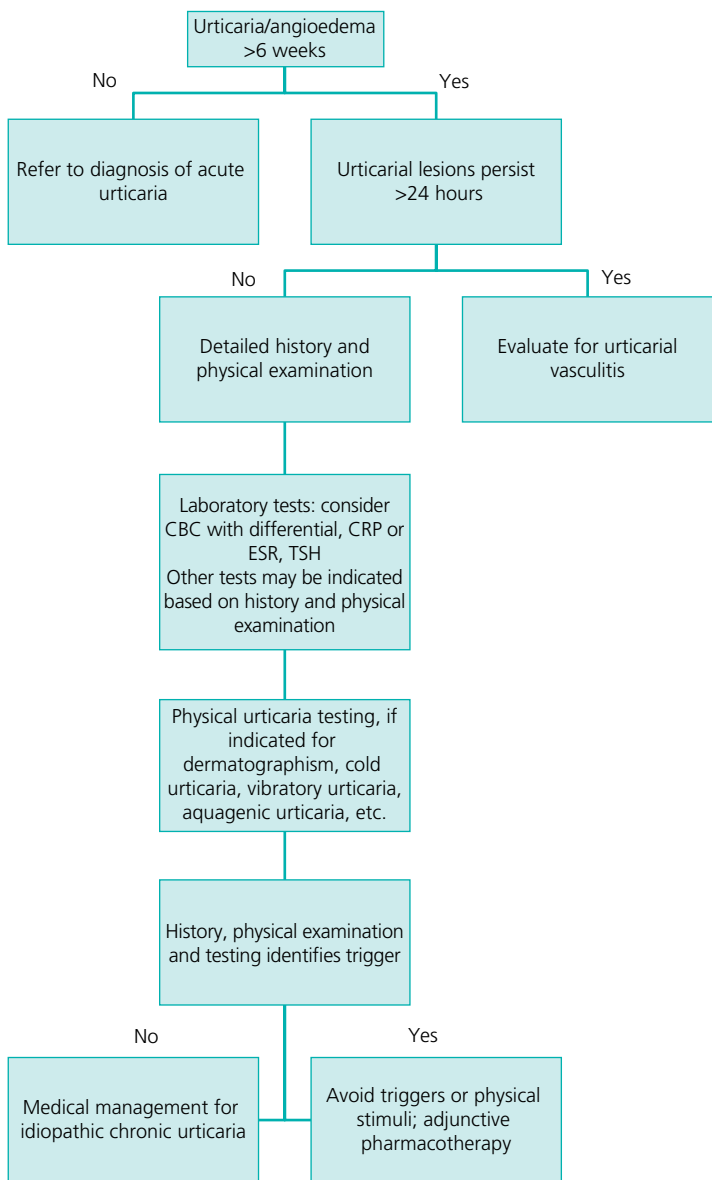 Urticaria/angioedema
>6 weeks
No
Yes
Refer to diagnosis of acute
urticaria
Urticarial lesions persist
>24 hours
No
Yes
Detailed history and
physical examination
Evaluate for urticarial
vasculitis
Laboratory tests: consider
CBC with differential, CRP or
ESR, TSH
Other tests may be indicated
based on history and physical
examination
Physical urticaria testing, if
indicated for
dermatographism, cold
urticaria, vibratory urticaria,
aquagenic urticaria, etc.
History, physical examination
and testing identifies trigger
No
Yes
Medical management for
idiopathic chronic urticaria
Avoid triggers or physical
stimuli; adjunctive
pharmacotherapy